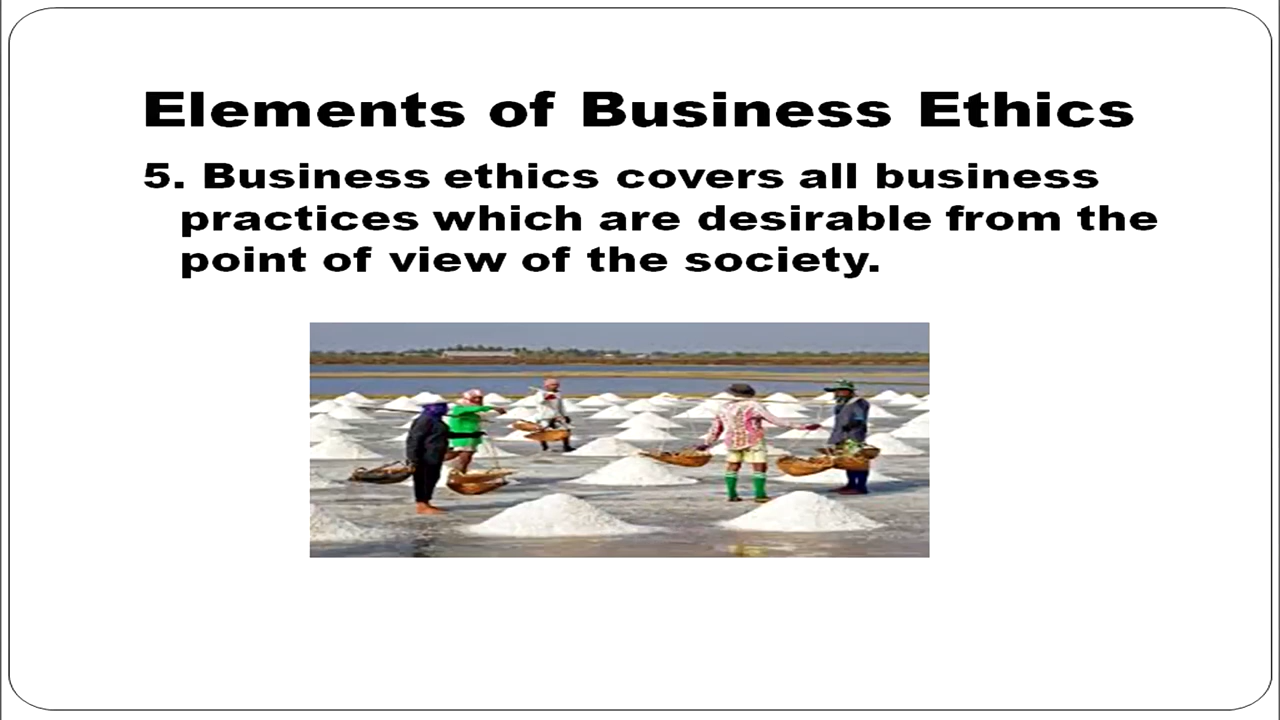 Elements of Business Ethics
5. Business ethics covers all business
practices which are desirable from the
point of view of the society.